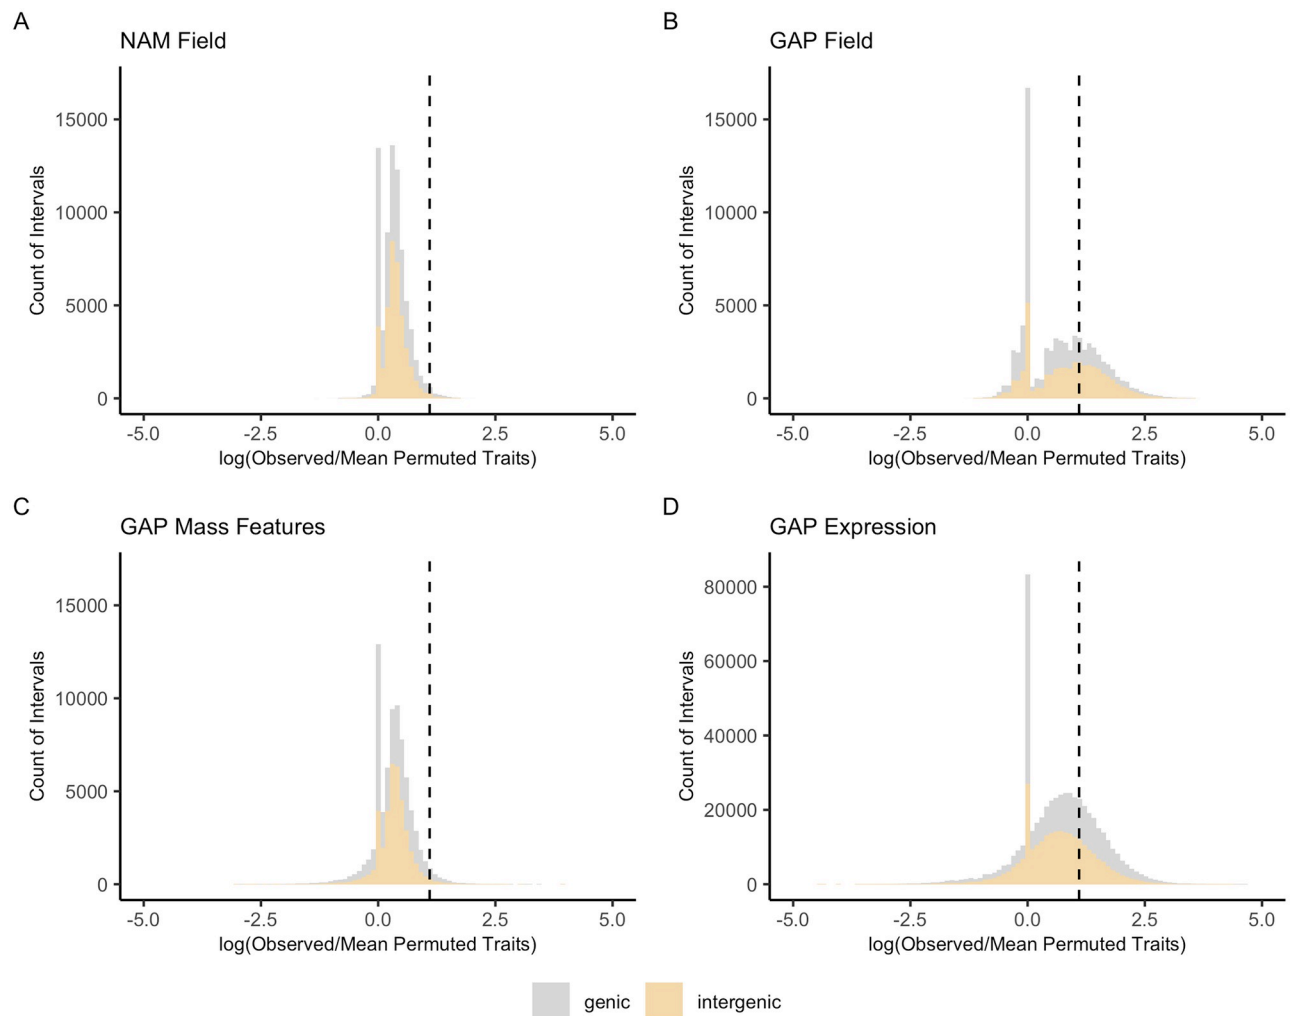 A
NAM Field
Count of Intervals
15000
10000
5000
0
-5.0 -2.5 0.0 2.5 5.0
log(Observed/Mean Permuted Traits)
B
GAP Field
Count of Intervals
15000
10000
5000
0
-5.0 -2.5 0.0 2.5 5.0
log(Observed/Mean Permuted Traits)
C
GAP Mass Features
Count of Intervals
15000
10000
5000
0
-5.0 -2.5 0.0 2.5 5.0
log(Observed/Mean Permuted Traits)
D
GAP Expression
Count of Intervals
80000
60000
40000
20000
0
-5.0 -2.5 0.0 2.5 5.0
log(Observed/Mean Permuted Traits)
genic intergenic